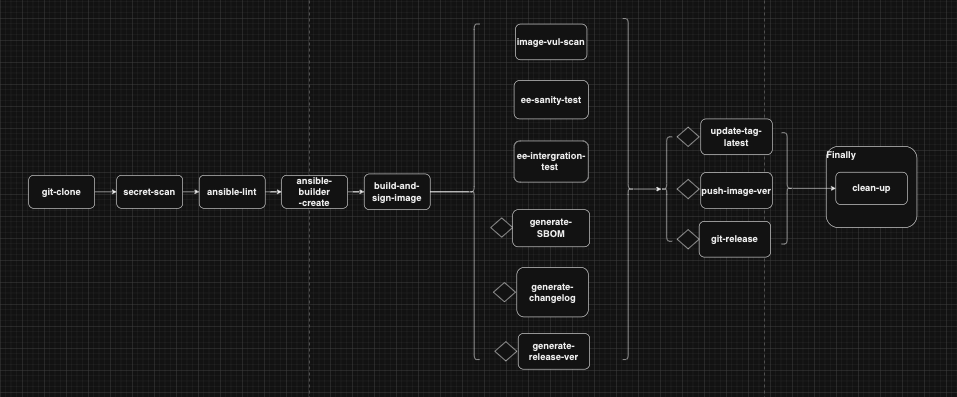 git-clone
secret-scan
ansible-lint
ansible-
builder
-create
build-and-
sign-image
image-vul-scan
ee-sanity-test
ee-intergration-
test
generate-
SBOM
generate-
changelog
generate-
release-ver
update-tag-
latest
push-image-ver
git-release
Finally
clean-up